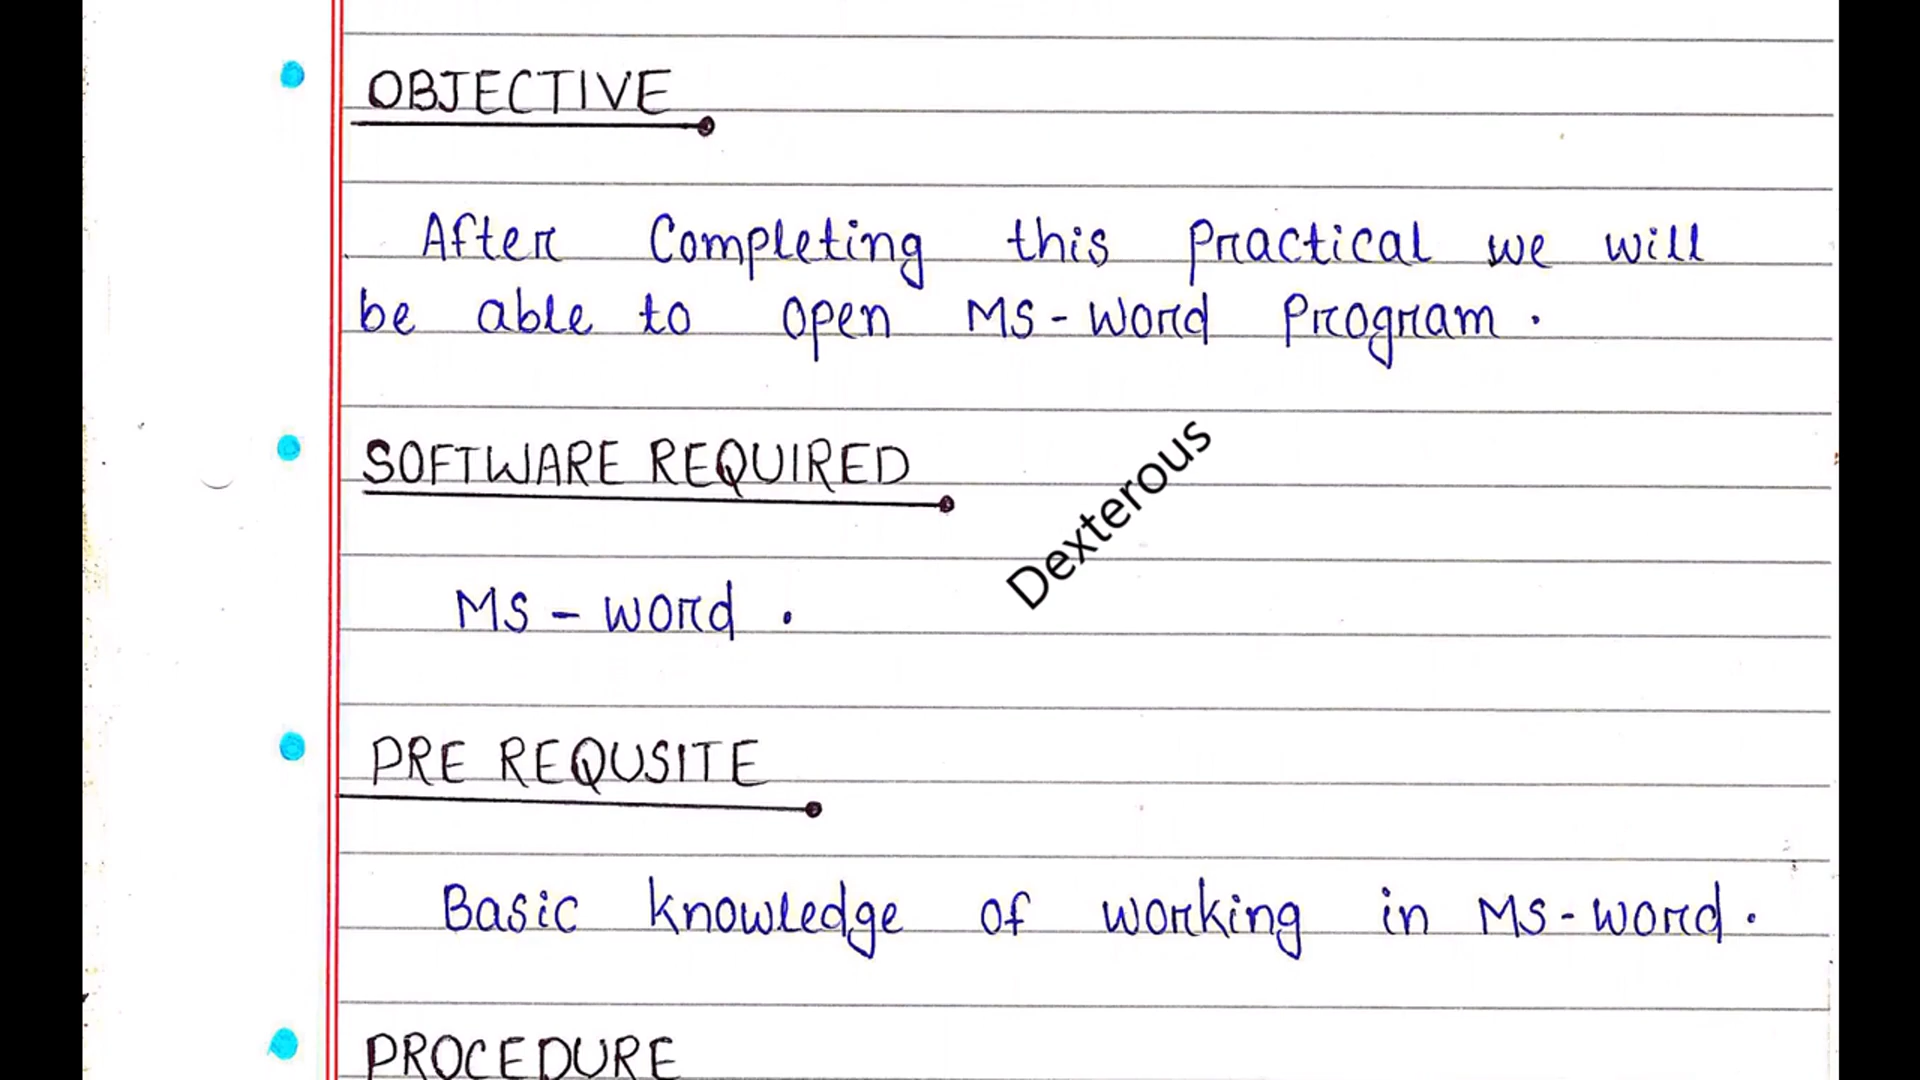 OBJECTIVE
After Completing this Practical we will
be able to open MS-Word Program.
SOFTWARE REQUIRED
Dexterous
MS-word.
PRE REQUSITE
Basic knowledge of working in MS-word.
PROCEDURE